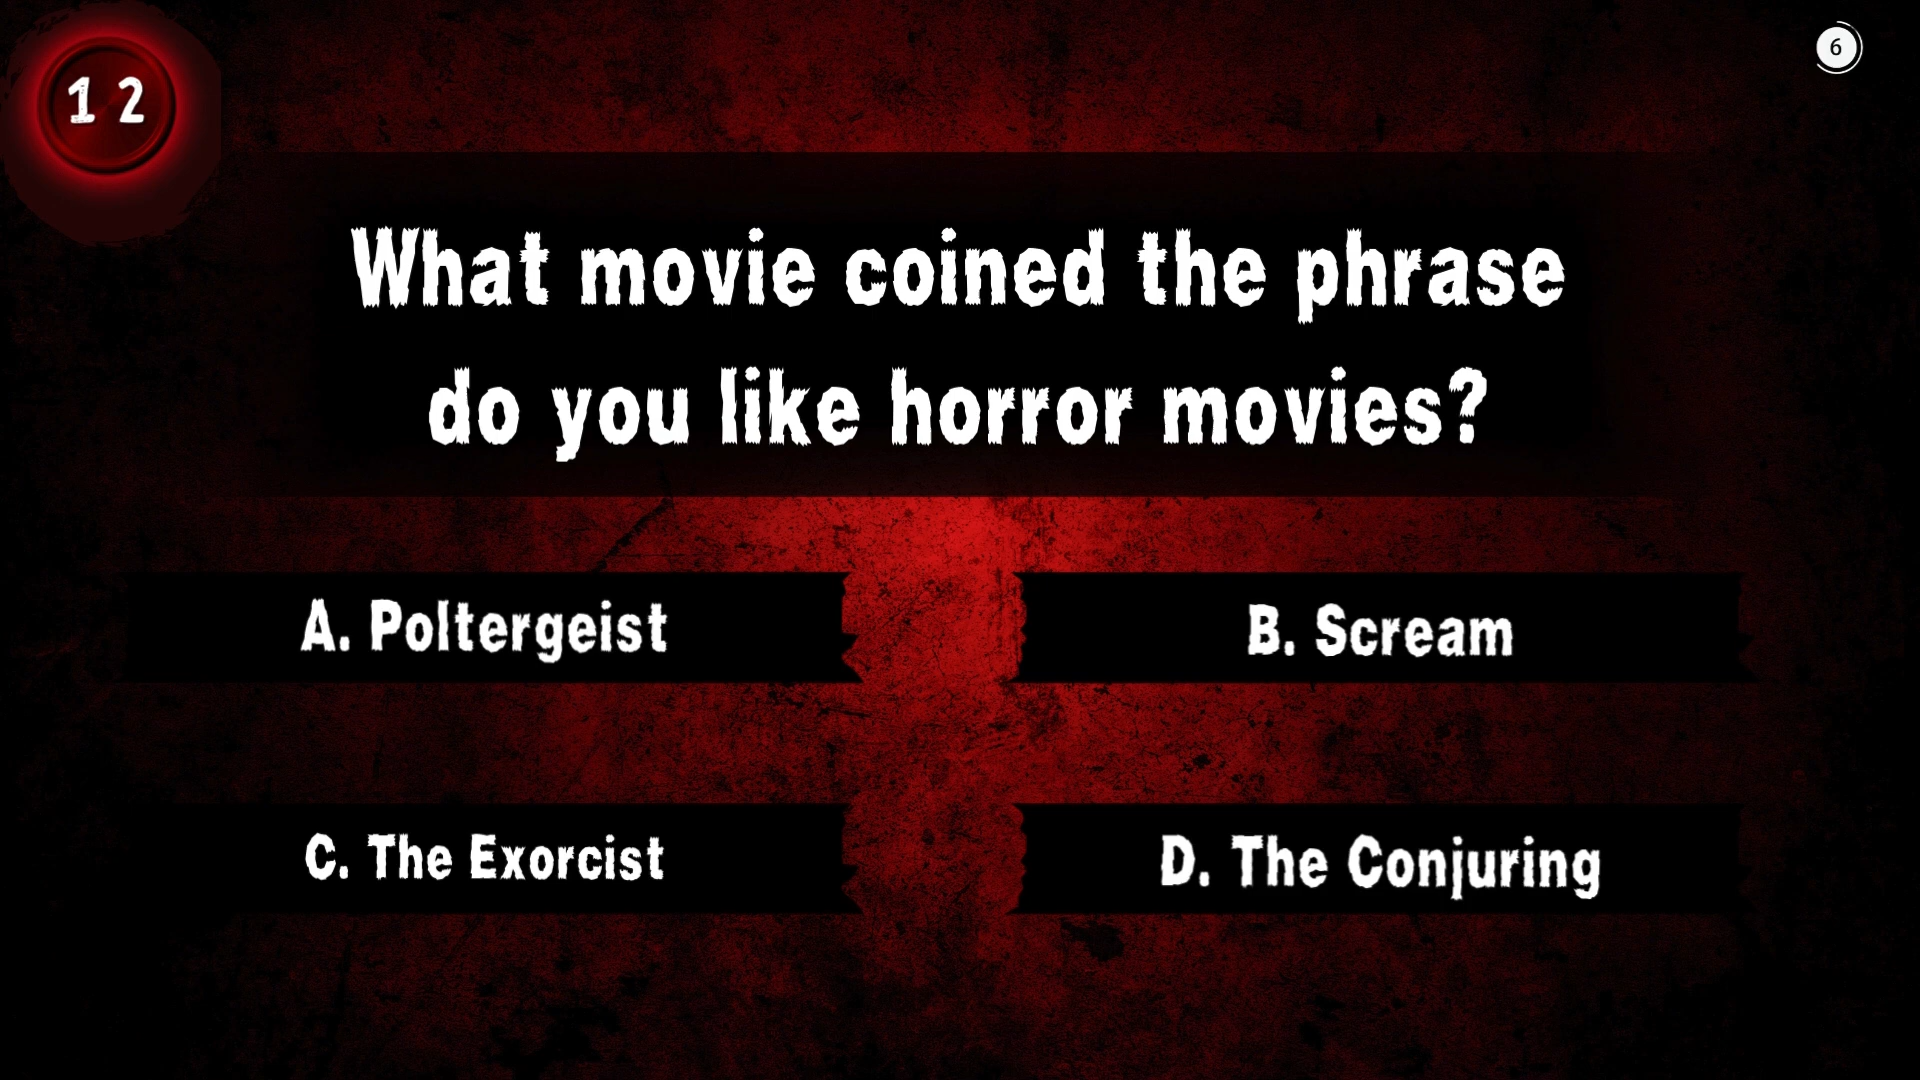 12
6
What movie coined the phrase
do you like horror movies?
A. Poltergeist
B. Scream
C. The Exorcist
D. The Conjuring